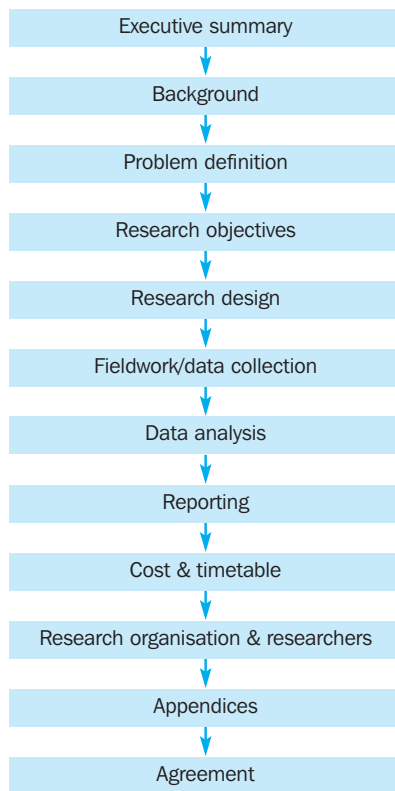 Executive summary
Background
Problem definition
Research objectives
Research design
Fieldwork/data collection
Data analysis
Reporting
Cost & timetable
Research organisation & researchers
Appendices
Agreement